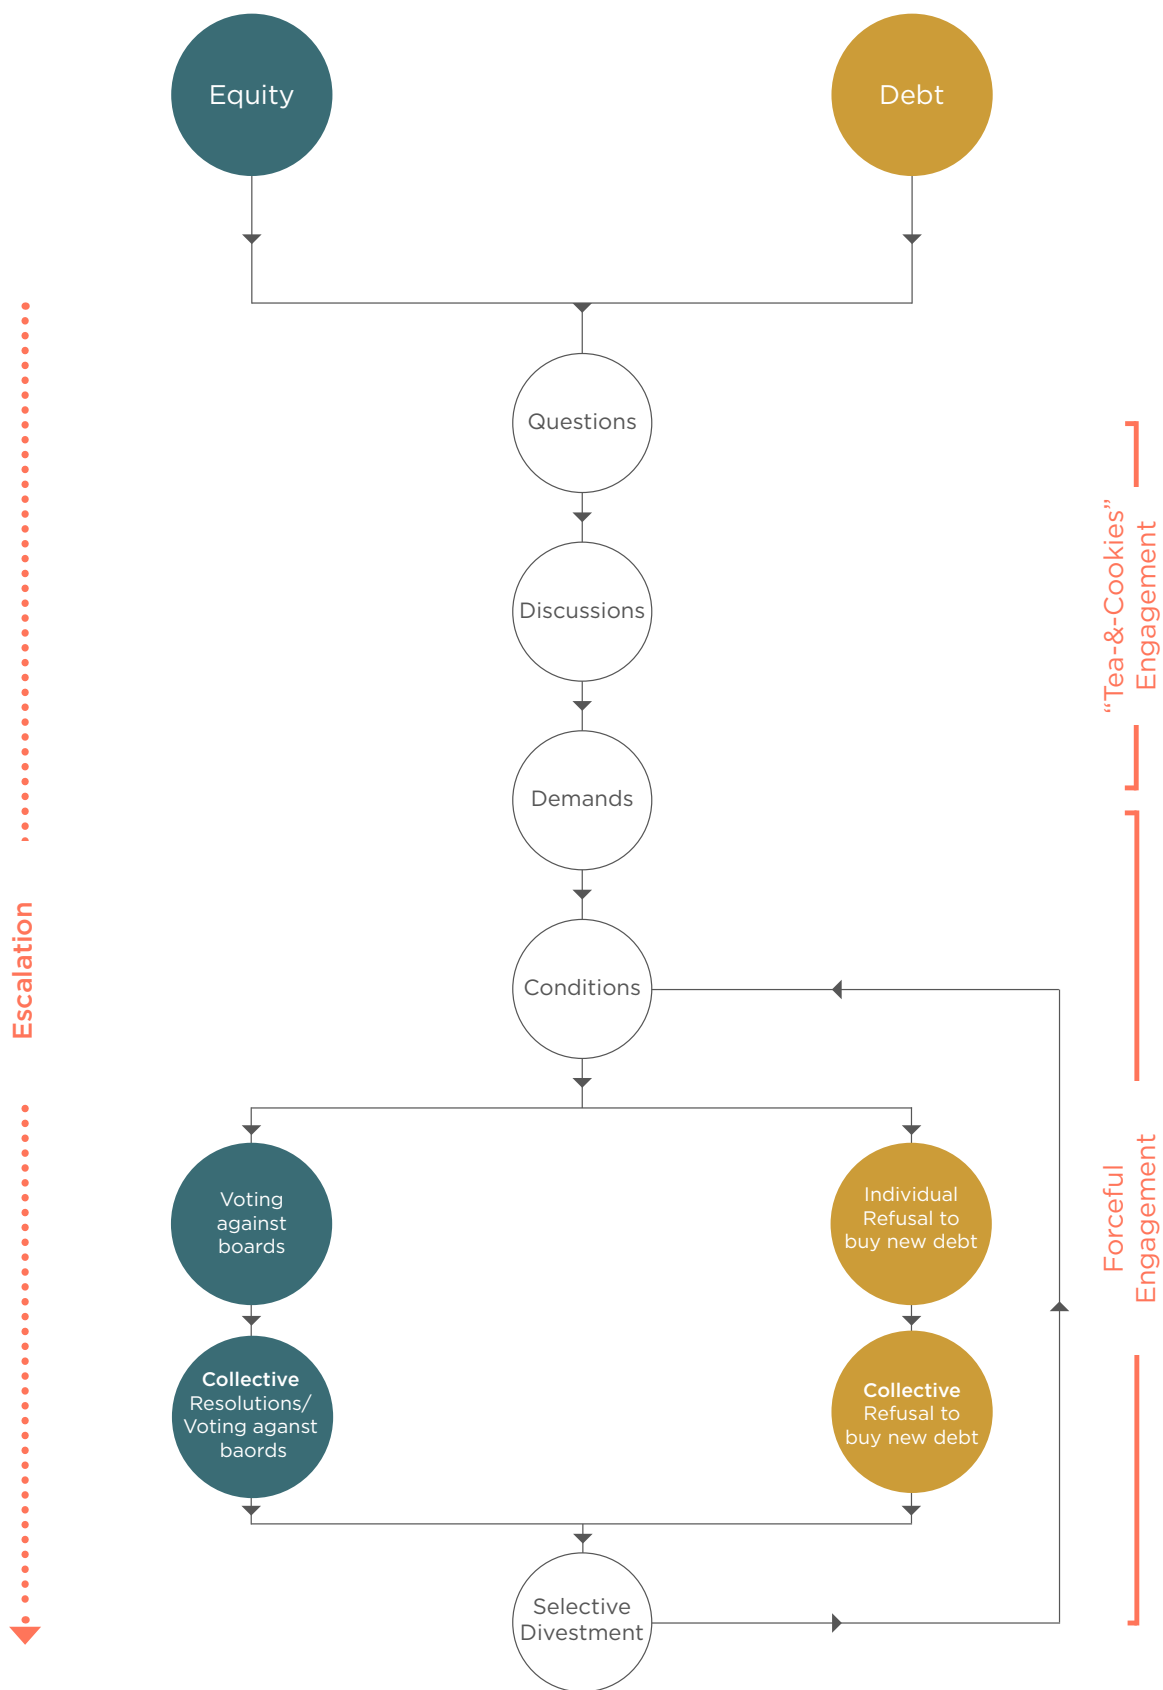 Equity
Debt
Questions
Discussions
Demands
Conditions
Voting
against
boards
Individual
Refusal to
buy new debt
Collective
Resolutions/
Voting aganst
baords
Collective
Refusal to
buy new debt
Selective
Divestment
Escalation
“Tea-&-Cookies”
Engagement
Forceful
Engagement